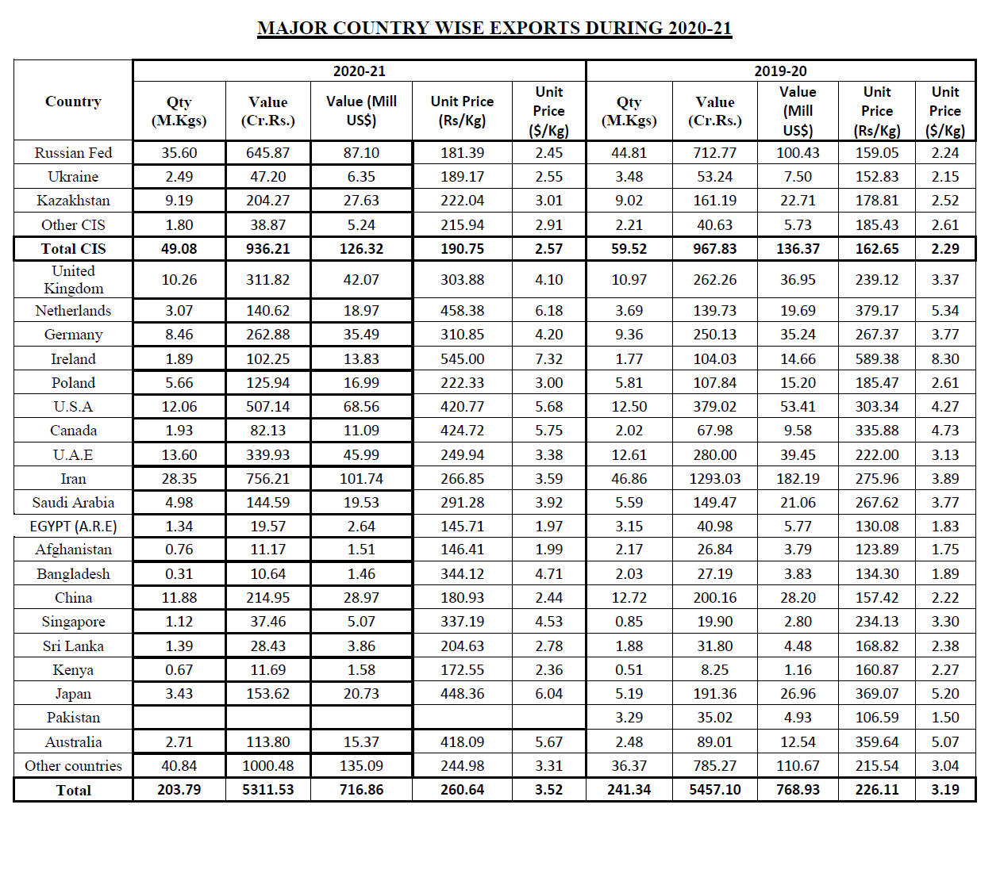 MAJOR COUNTRY WISE EXPORTS DURING 2020-21
Country 2020-21 2019-20
Qty (M.Kgs) Value (Cr.Rs.) Value (Mill US$) Unit Price (Rs/Kg) Unit Price ($/Kg) Qty (M.Kgs) Value (Cr.Rs.) Value (Mill US$) Unit Price (Rs/Kg) Unit Price ($/Kg)
Russian Fed 35.60 645.87 87.10 181.39 2.45 44.81 712.77 100.43 159.05 2.24
Ukraine 2.49 47.20 6.35 189.17 2.55 3.48 53.24 7.50 152.83 2.15
Kazakhstan 9.19 204.27 27.63 222.04 3.01 9.02 161.19 22.71 178.81 2.52
Other CIS 1.80 38.87 5.24 215.94 2.91 2.21 40.63 5.73 185.43 2.61
Total CIS 49.08 936.21 126.32 190.75 2.57 59.52 967.83 136.37 162.65 2.29
United Kingdom 10.26 311.82 42.07 303.88 4.10 10.97 262.26 36.95 239.12 3.37
Netherlands 3.07 140.62 18.97 458.38 6.18 3.69 139.73 19.69 379.17 5.34
Germany 8.46 262.88 35.49 310.85 4.20 9.36 250.13 35.24 267.37 3.77
Ireland 1.89 102.25 13.83 545.00 7.32 1.77 104.03 14.66 589.38 8.30
Poland 5.66 125.94 16.99 222.33 3.00 5.81 107.84 15.20 185.47 2.61
U.S.A 12.06 507.14 68.56 420.77 5.68 12.50 379.02 53.41 303.34 4.27
Canada 1.93 82.13 11.09 424.72 5.75 2.02 67.98 9.58 335.88 4.73
U.A.E 13.60 339.93 45.99 249.94 3.38 12.61 280.00 39.45 222.00 3.13
Iran 28.35 756.21 101.74 266.85 3.59 46.86 1293.03 182.19 275.96 3.89
Saudi Arabia 4.98 144.59 19.53 291.28 3.92 5.59 149.47 21.06 267.62 3.77
EGYPT (A.R.E) 1.34 19.57 2.64 145.71 1.97 3.15 40.98 5.77 130.08 1.83
Afghanistan 0.76 11.17 1.51 146.41 1.99 2.17 26.84 3.79 123.89 1.75
Bangladesh 0.31 10.64 1.46 344.12 4.71 2.03 27.19 3.83 134.30 1.89
China 11.88 214.95 28.97 180.93 2.44 12.72 200.16 28.20 157.42 2.22
Singapore 1.12 37.46 5.07 337.19 4.53 0.85 19.90 2.80 234.13 3.30
Sri Lanka 1.39 28.43 3.86 204.63 2.78 1.88 31.80 4.48 168.82 2.38
Kenya 0.67 11.69 1.58 172.55 2.36 0.51 8.25 1.16 160.87 2.27
Japan 3.43 153.62 20.73 448.36 6.04 5.19 191.36 26.96 369.07 5.20
Pakistan 3.29 35.02 4.93 106.59 1.50
Australia 2.71 113.80 15.37 418.09 5.67 2.48 89.01 12.54 359.64 5.07
Other countries 40.84 1000.48 135.09 244.98 3.31 36.37 785.27 110.67 215.54 3.04
Total 203.79 5311.53 716.86 260.64 3.52 241.34 5457.10 768.93 226.11 3.19